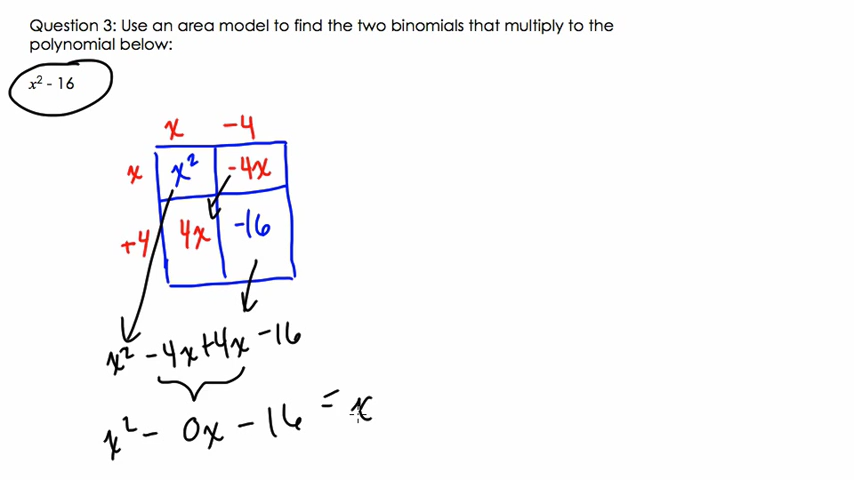 Question 3: Use an area model to find the two binomials that multiply to the
polynomial below:
x² - 16
x -4
x x² -4x
+4 4x -16
x² - 4x + 4x - 16
x² - 0x - 16 = x